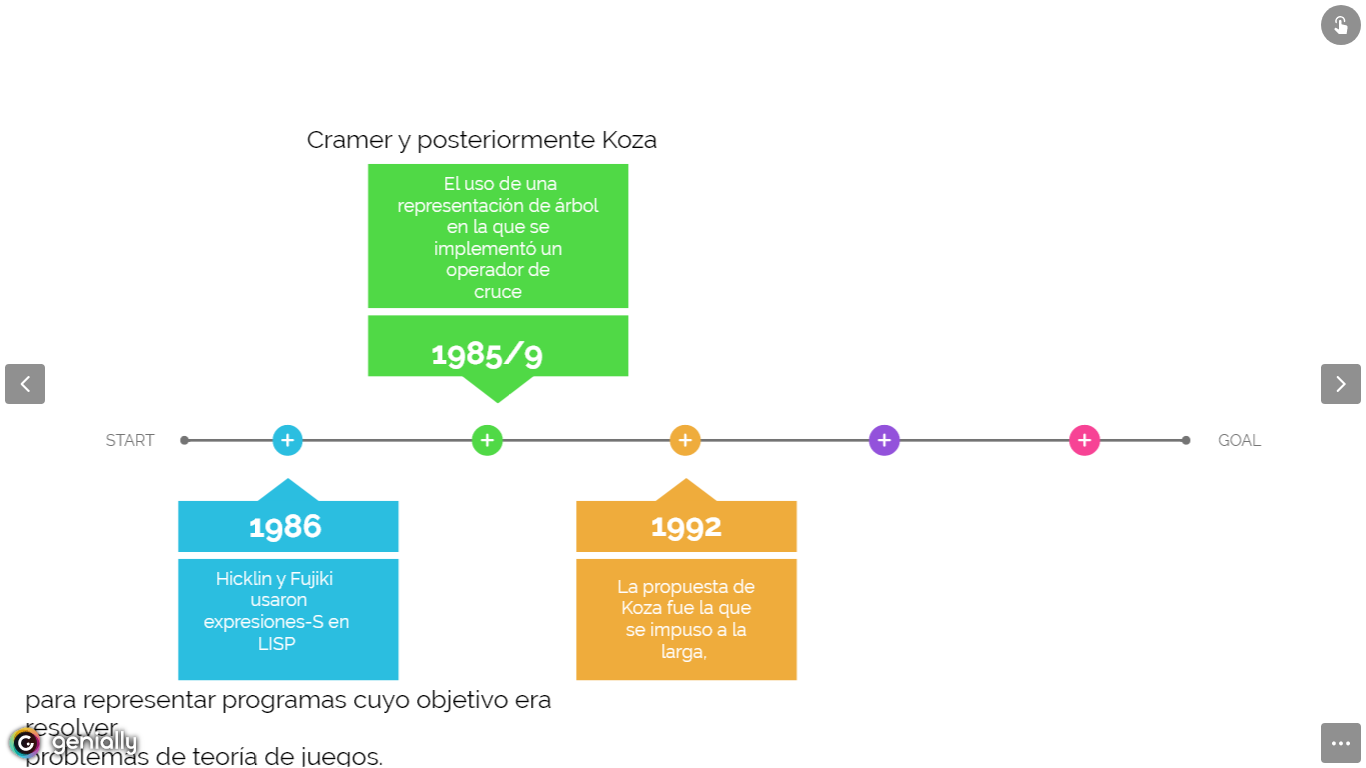 Cramer y posteriormente Koza
El uso de una
representación de árbol
en la que se
implementó un
operador de
cruce
1985/9
START
GOAL
1986
Hicklin y Fujiki
usaron
expresiones-S en
LISP
1992
La propuesta de
Koza fue la que
se impuso a la
larga,
para representar programas cuyo objetivo era
resolver
problemas de teoría de juegos.
genially